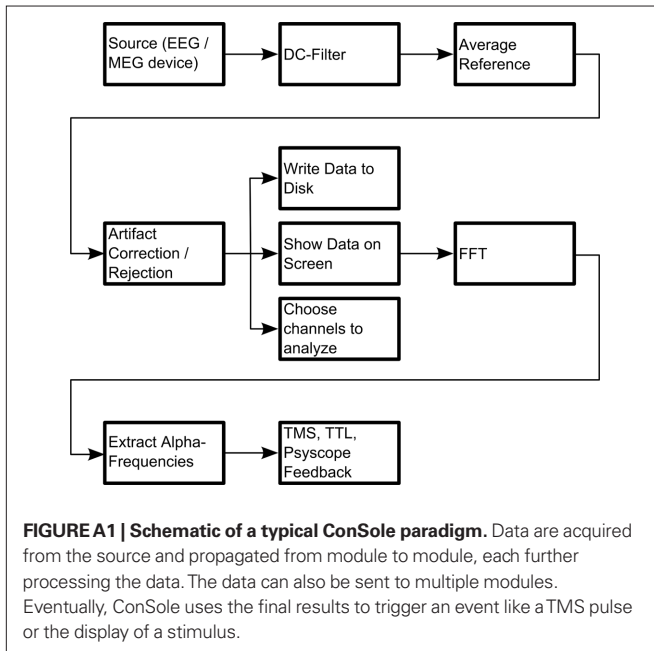 Source (EEG /
MEG device)
DC-Filter
Average
Reference
Artifact
Correction /
Rejection
Write Data to
Disk
Show Data on
Screen
Choose
channels to
analyze
FFT
Extract Alpha-
Frequencies
TMS, TTL,
Psyscope
Feedback
FIGURE A1 | Schematic of a typical ConSole paradigm. Data are acquired
from the source and propagated from module to module, each further
processing the data. The data can also be sent to multiple modules.
Eventually, ConSole uses the final results to trigger an event like a TMS pulse
or the display of a stimulus.